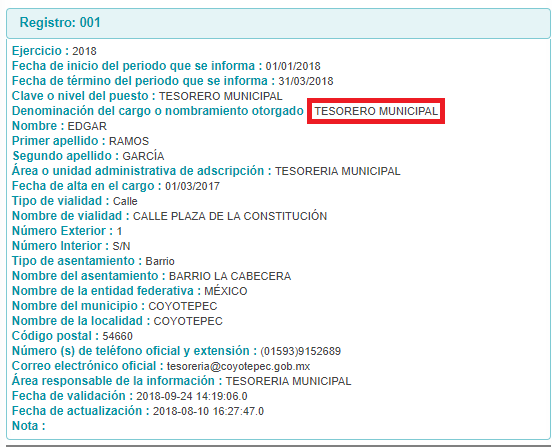 Registro: 001
Ejercicio : 2018
Fecha de inicio del periodo que se informa : 01/01/2018
Fecha de término del periodo que se informa : 31/03/2018
Clave o nivel del puesto : TESORERO MUNICIPAL
Denominación del cargo o nombramiento otorgado : TESORERO MUNICIPAL
Nombre : EDGAR
Primer apellido : RAMOS
Segundo apellido : GARCÍA
Área o unidad administrativa de adscripción : TESORERIA MUNICIPAL
Fecha de alta en el cargo : 01/03/2017
Tipo de vialidad : Calle
Nombre de vialidad : CALLE PLAZA DE LA CONSTITUCIÓN
Número Exterior : 1
Número Interior : S/N
Tipo de asentamiento : Barrio
Nombre del asentamiento : BARRIO LA CABECERA
Nombre de la entidad federativa : MÉXICO
Nombre del municipio : COYOTEPEC
Nombre de la localidad : COYOTEPEC
Código postal : 54660
Número (s) de teléfono oficial y extensión : (01593)9152689
Correo electrónico oficial : tesoreria@coyotepec.gob.mx
Área responsable de la información : TESORERIA MUNICIPAL
Fecha de validación : 2018-09-24 14:19:06.0
Fecha de actualización : 2018-08-10 16:27:47.0
Nota :